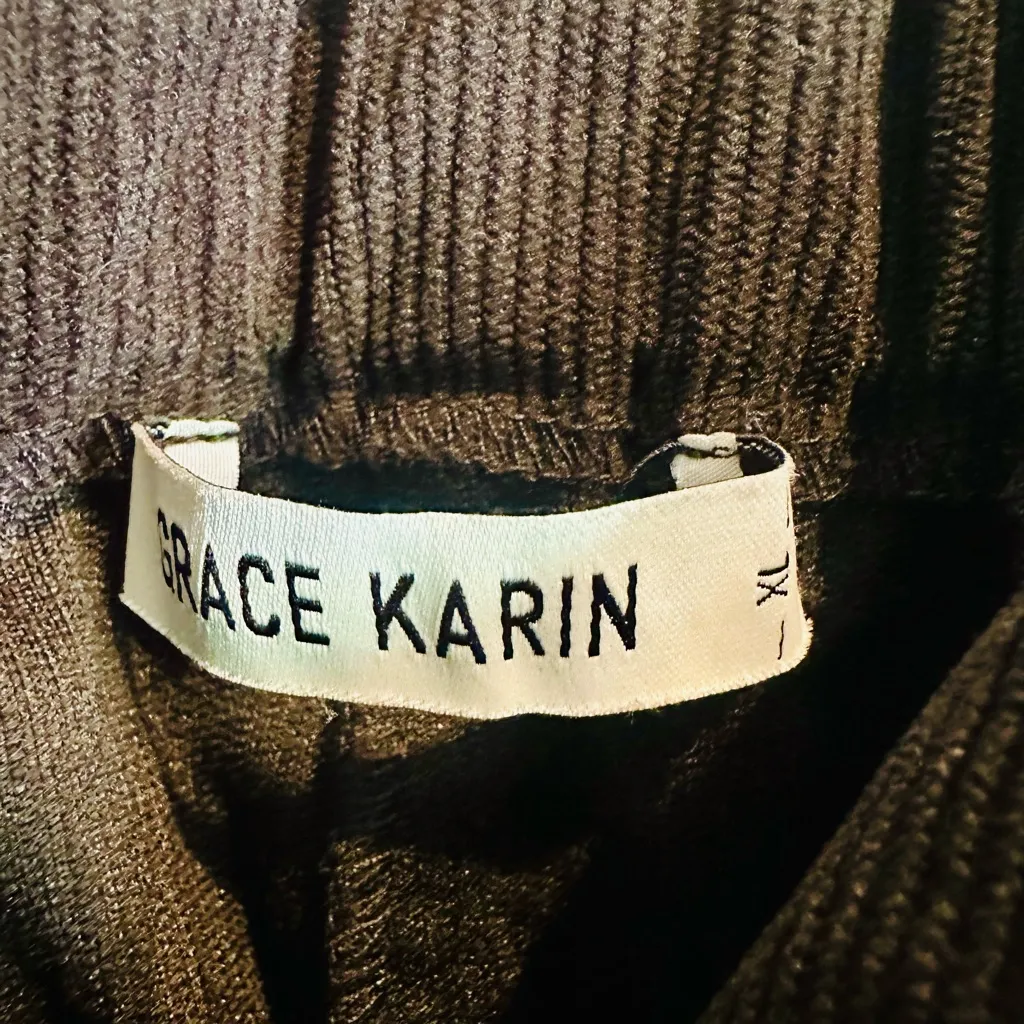 GRACE KARIN
- XL -